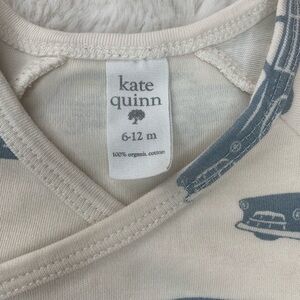 kate
quinn
6-12 m
100% organic cotton